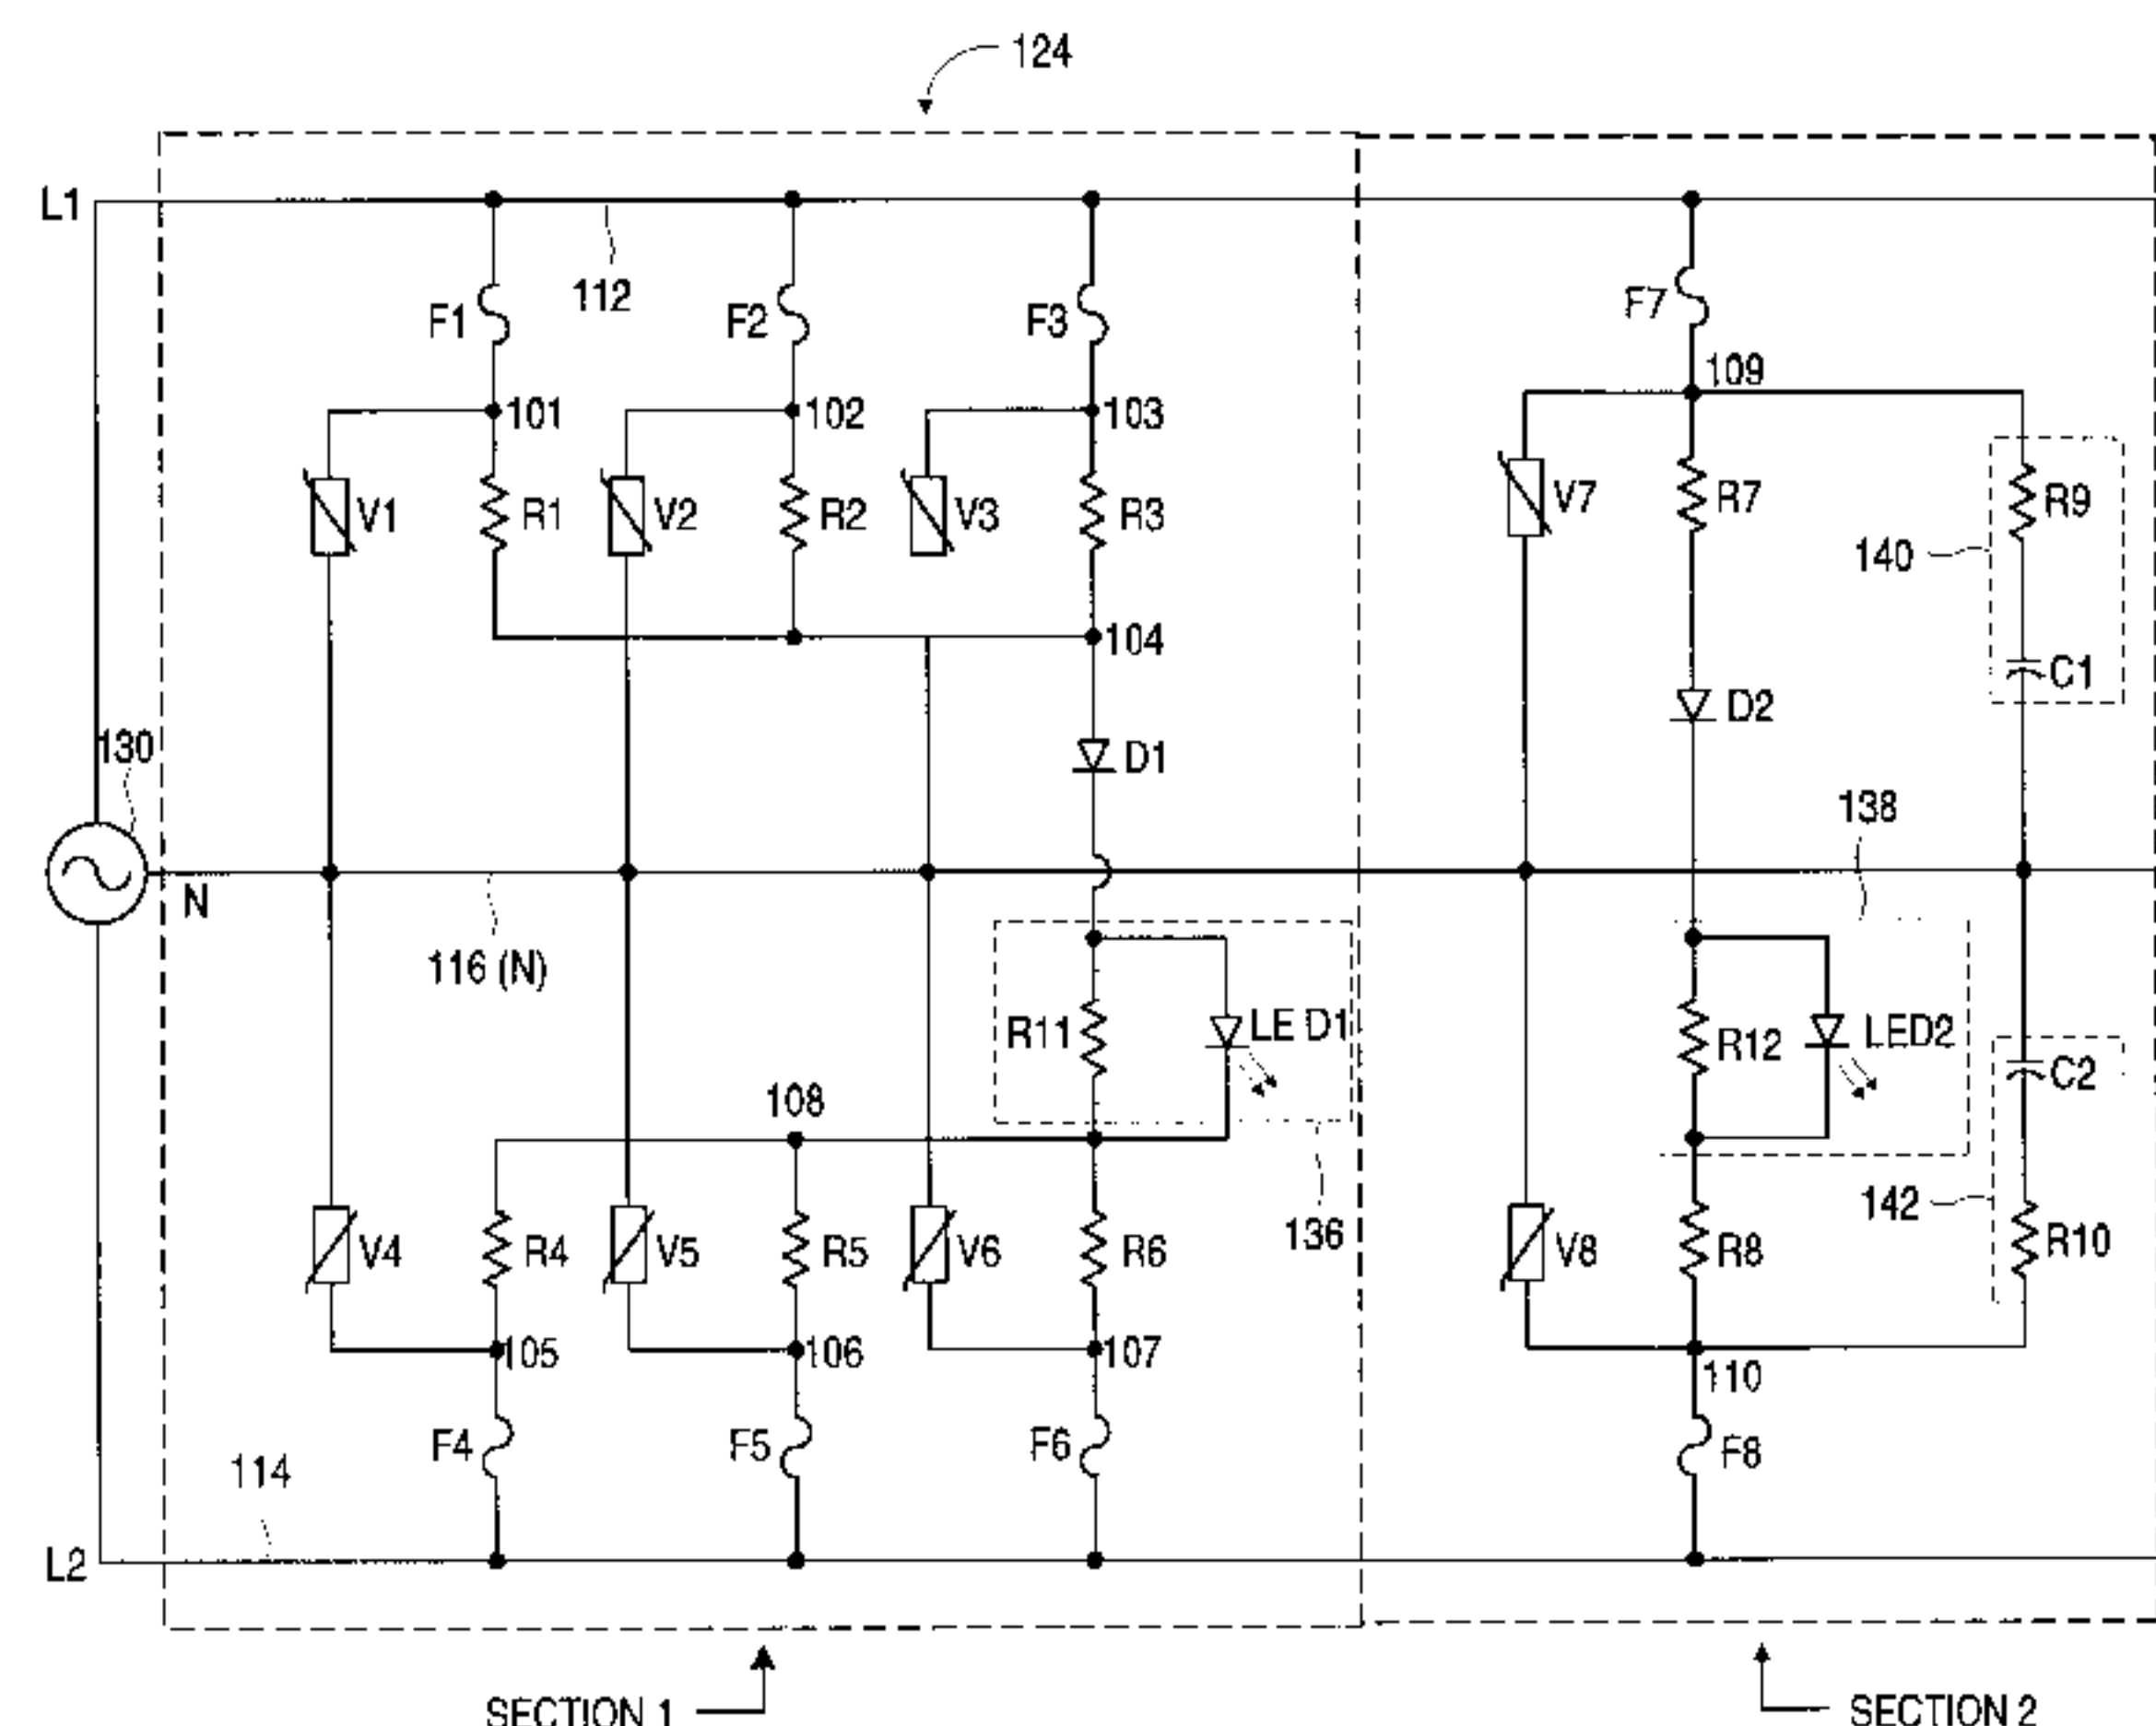 124
L1
112
F1
F2
F3
F7
109
101
102
103
V1
R1
V2
R2
V3
R3
V7
R7
R9
140
104
C1
D2
130
D1
138
N
116 (N)
R11
LE D1
R12
LED2
C2
108
142
136
V4
R4
V5
R5
V6
R6
V8
R8
R10
105
106
107
110
F4
F5
F6
F8
114
L2
SECTION 1
SECTION 2